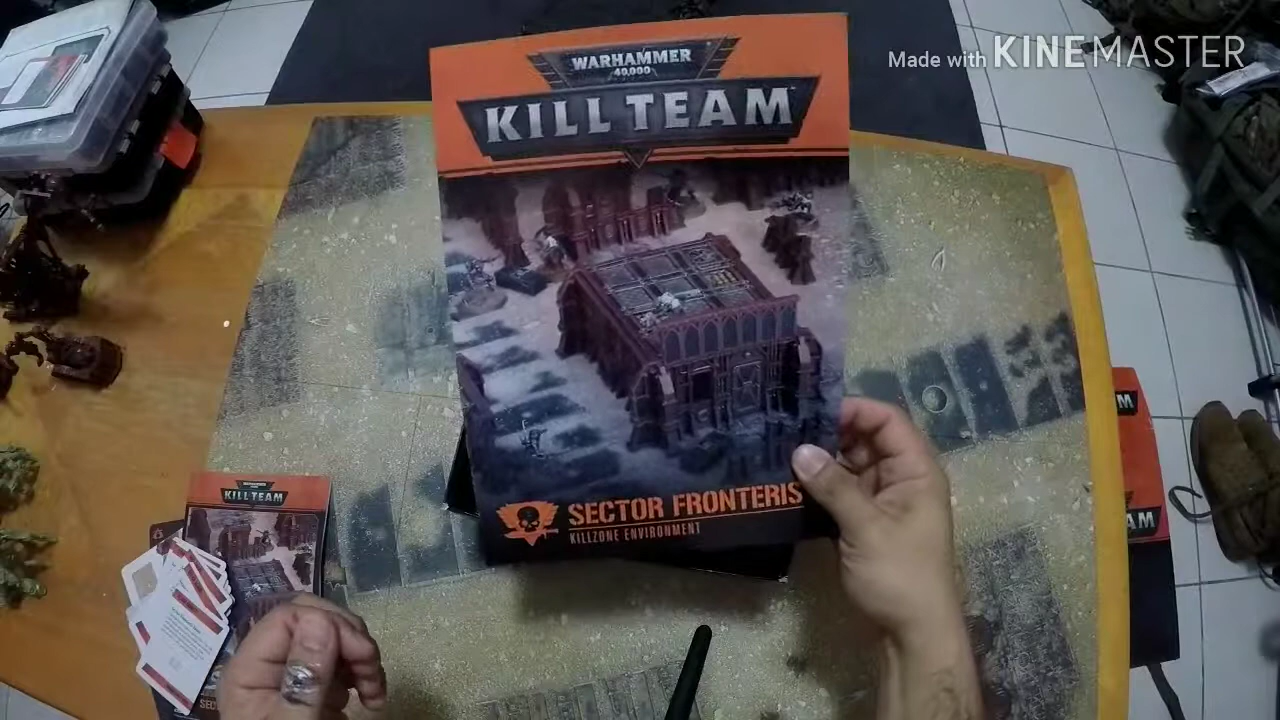 Made with KINEMASTER
WARHAMMER
40,000
KILL TEAM
SECTOR FRONTERIS
KILLZONE ENVIRONMENT
KILL TEAM